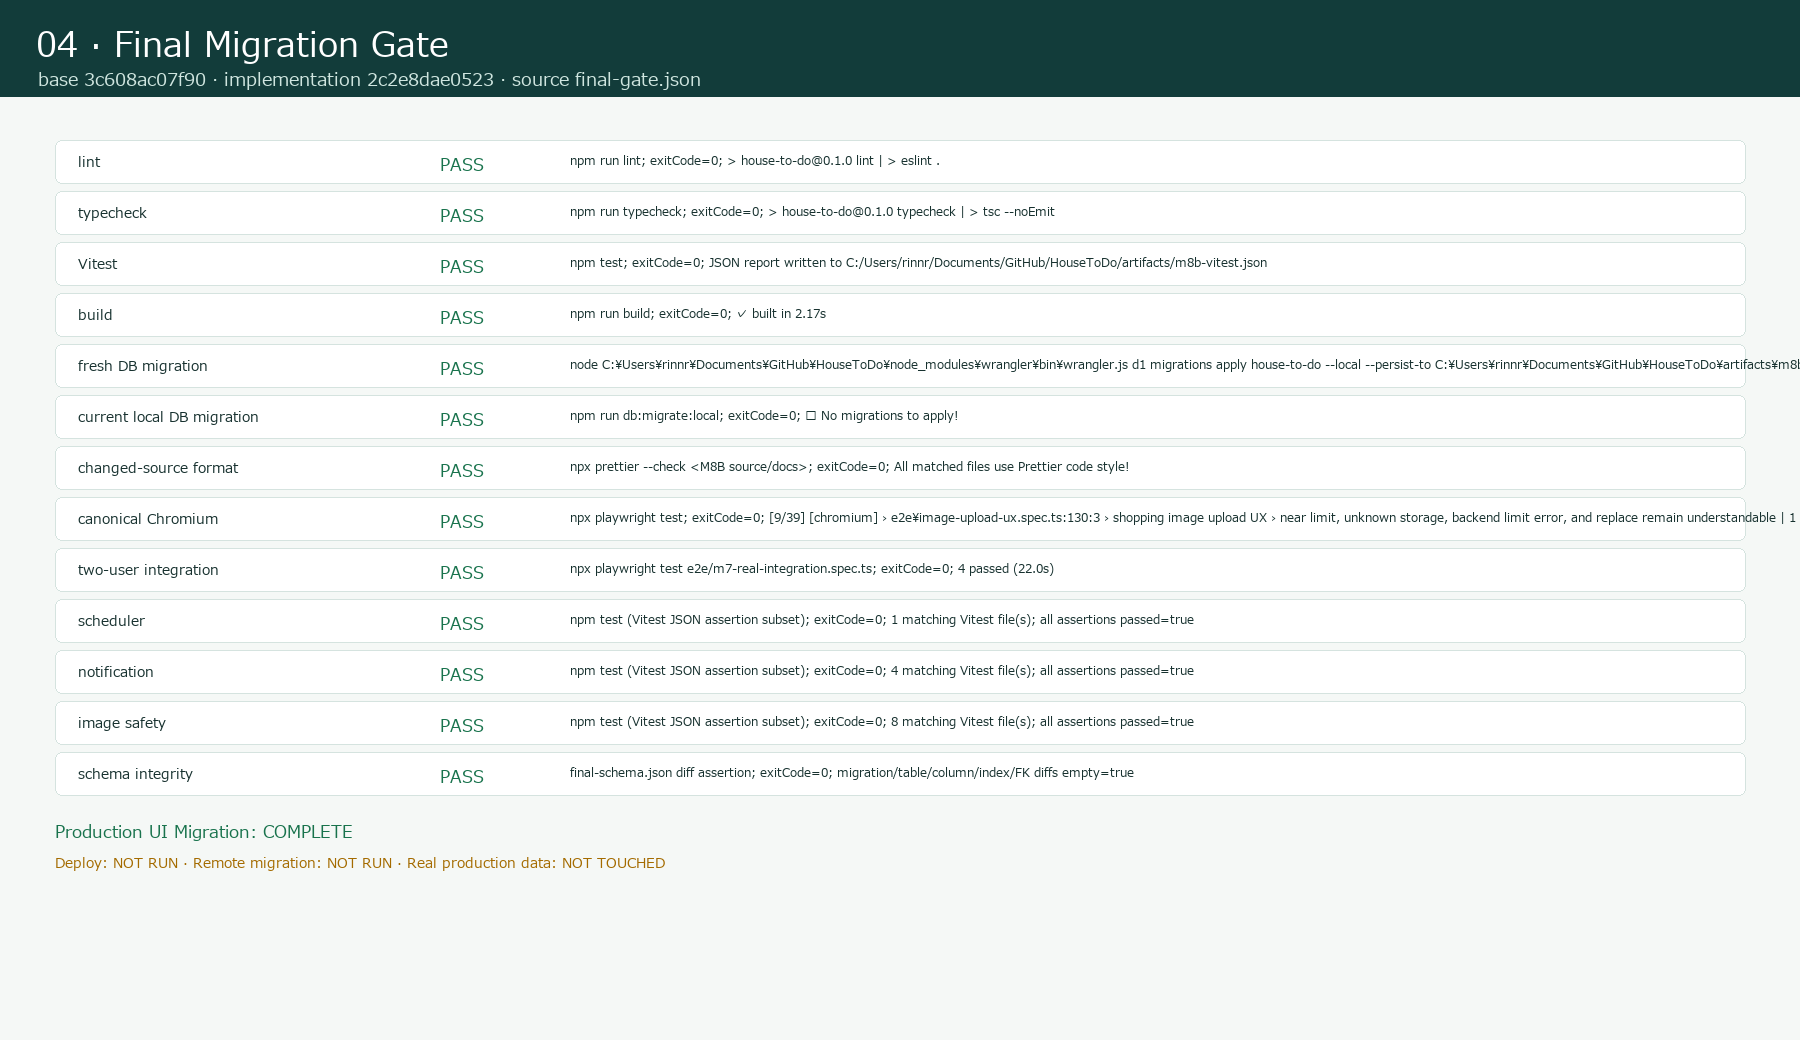 04 · Final Migration Gate
base 3c608ac07f90 · implementation 2c2e8dae0523 · source final-gate.json
lint PASS npm run lint; exitCode=0; > house-to-do@0.1.0 lint | > eslint .
typecheck PASS npm run typecheck; exitCode=0; > house-to-do@0.1.0 typecheck | > tsc --noEmit
Vitest PASS npm test; exitCode=0; JSON report written to C:/Users/rinnr/Documents/GitHub/HouseToDo/artifacts/m8b-vitest.json
build PASS npm run build; exitCode=0; ✓ built in 2.17s
fresh DB migration PASS node C:¥Users¥rinnr¥Documents¥GitHub¥HouseToDo¥node_modules¥wrangler¥bin¥wrangler.js d1 migrations apply house-to-do --local --persist-to C:¥Users¥rinnr¥Documents¥GitHub¥HouseToDo¥artifacts¥m8b
current local DB migration PASS npm run db:migrate:local; exitCode=0; ☐ No migrations to apply!
changed-source format PASS npx prettier --check <M8B source/docs>; exitCode=0; All matched files use Prettier code style!
canonical Chromium PASS npx playwright test; exitCode=0; [9/39] [chromium] › e2e¥image-upload-ux.spec.ts:130:3 › shopping image upload UX › near limit, unknown storage, backend limit error, and replace remain understandable | 1
two-user integration PASS npx playwright test e2e/m7-real-integration.spec.ts; exitCode=0; 4 passed (22.0s)
scheduler PASS npm test (Vitest JSON assertion subset); exitCode=0; 1 matching Vitest file(s); all assertions passed=true
notification PASS npm test (Vitest JSON assertion subset); exitCode=0; 4 matching Vitest file(s); all assertions passed=true
image safety PASS npm test (Vitest JSON assertion subset); exitCode=0; 8 matching Vitest file(s); all assertions passed=true
schema integrity PASS final-schema.json diff assertion; exitCode=0; migration/table/column/index/FK diffs empty=true
Production UI Migration: COMPLETE
Deploy: NOT RUN · Remote migration: NOT RUN · Real production data: NOT TOUCHED